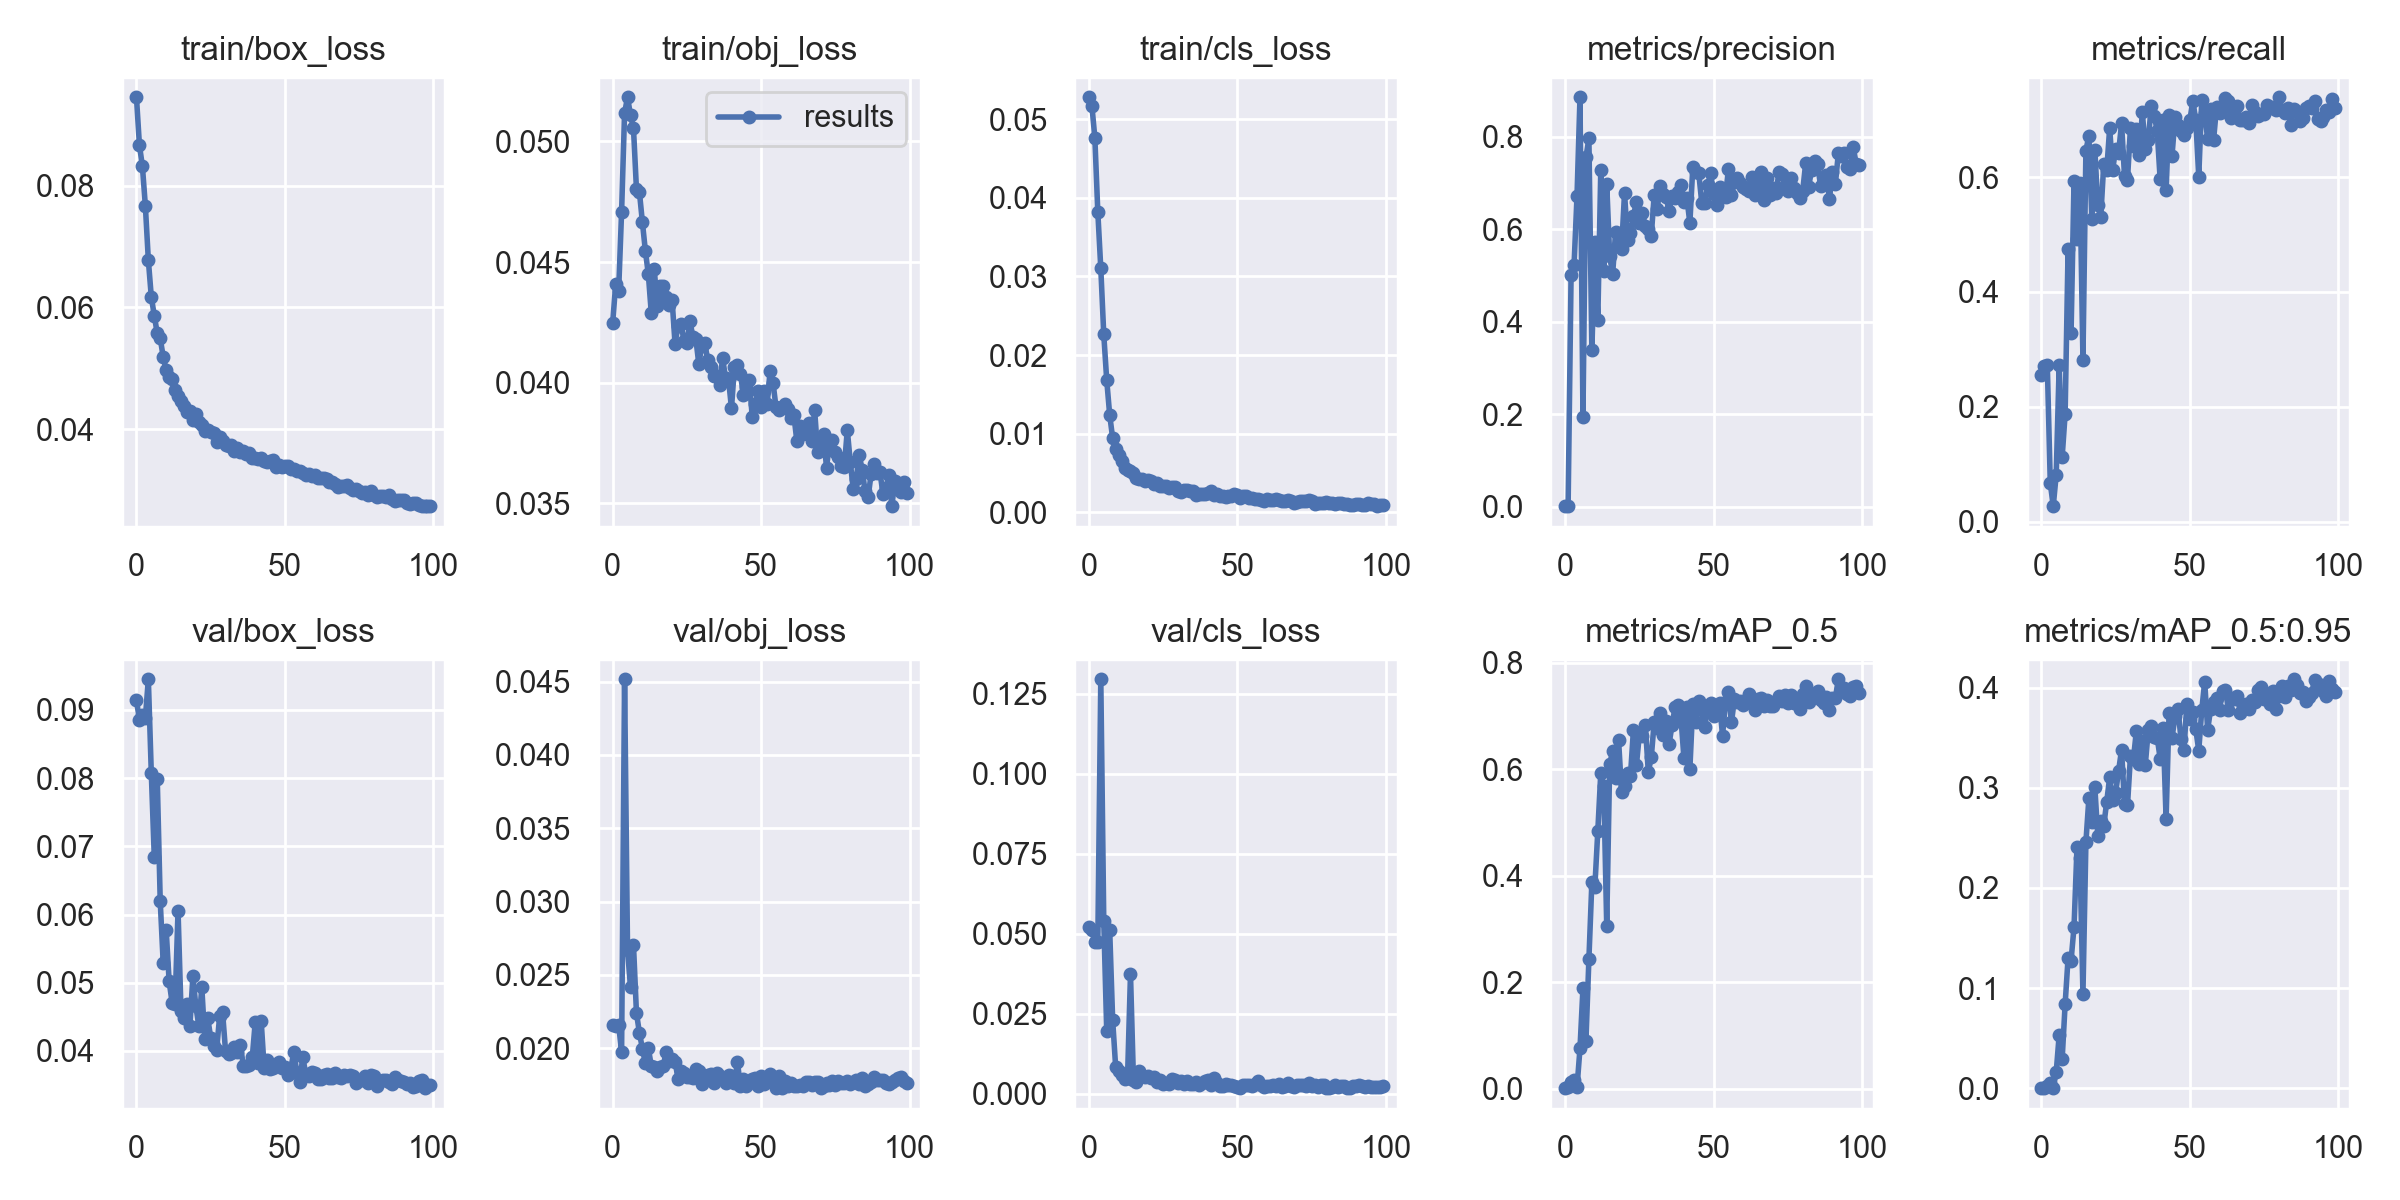 train/box_loss
0.08
0.06
0.04
0 50 100
train/obj_loss
results
0.050
0.045
0.040
0.035
0 50 100
train/cls_loss
0.05
0.04
0.03
0.02
0.01
0.00
0 50 100
metrics/precision
0.8
0.6
0.4
0.2
0.0
0 50 100
metrics/recall
0.6
0.4
0.2
0.0
0 50 100
val/box_loss
0.09
0.08
0.07
0.06
0.05
0.04
0 50 100
val/obj_loss
0.045
0.040
0.035
0.030
0.025
0.020
0 50 100
val/cls_loss
0.125
0.100
0.075
0.050
0.025
0.000
0 50 100
metrics/mAP_0.5
0.8
0.6
0.4
0.2
0.0
0 50 100
metrics/mAP_0.5:0.95
0.4
0.3
0.2
0.1
0.0
0 50 100